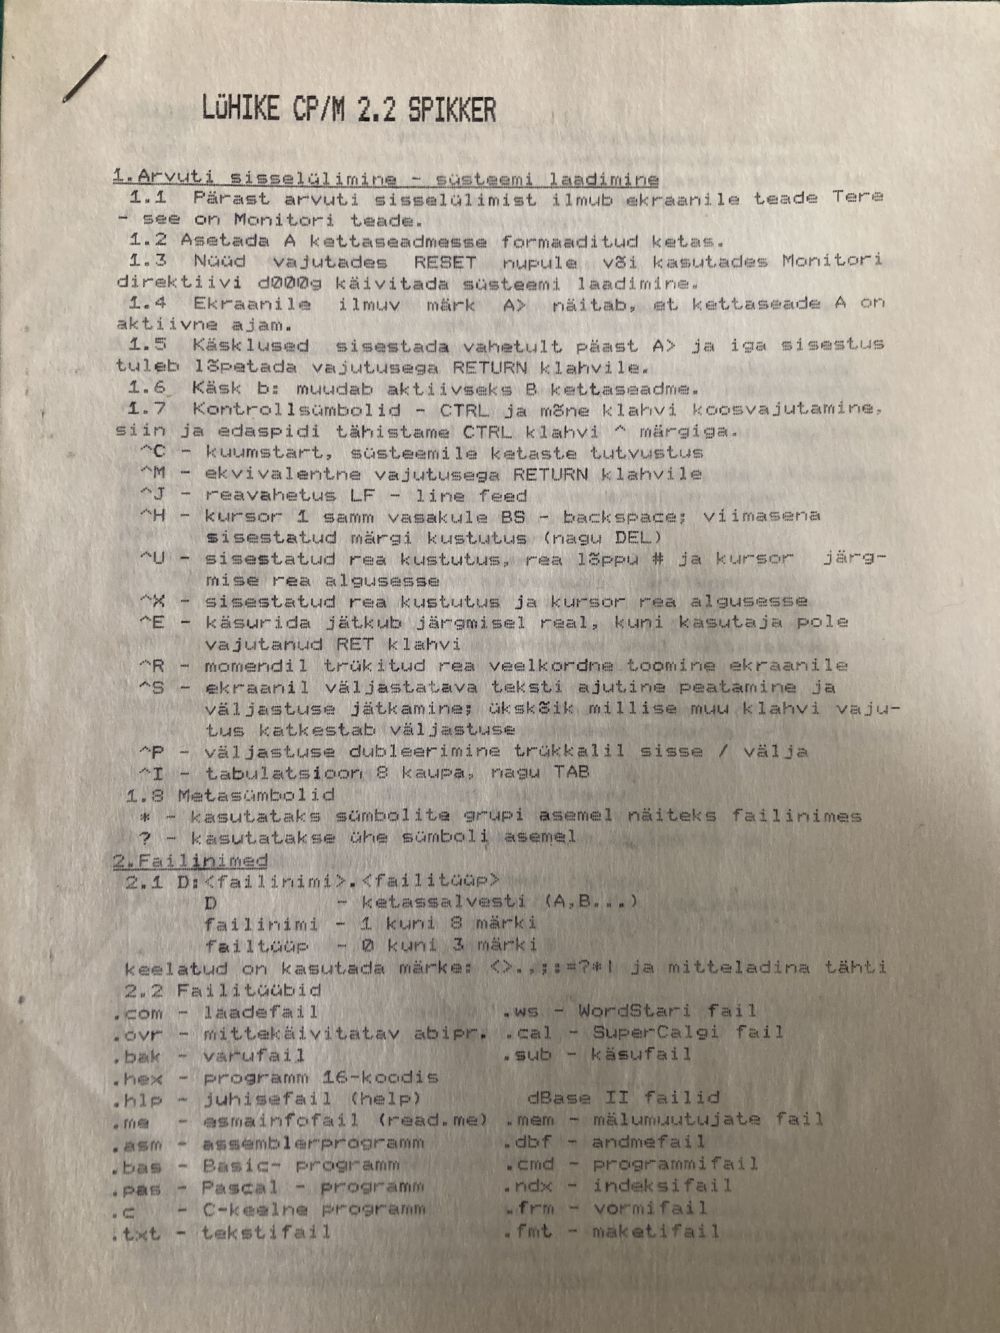 LüHIKE CP/M 2.2 SPIKKER
1.Arvuti sisselülimine - süsteemi laadimine
1.1 Pärast arvuti sisselülimist ilmub ekraanile teade Tere
- see on Monitori teade.
1.2 Asetada A kettaseadmesse formaaditud ketas.
1.3 Nüüd vajutades RESET nupule või kasutades Monitori
direktiivi d000g käivitada süsteemi laadimine.
1.4 Ekraanile ilmuv märk A> näitab, et kettaseade A on
aktiivne ajam.
1.5 Käsklused sisestada vahetult päast A> ja iga sisestus
tuleb lõpetada vajutusega RETURN klahvile.
1.6 Käsk b: muudab aktiivseks B kettaseadme.
1.7 Kontrollsümbolid - CTRL ja mõne klahvi koosvajutamine,
siin ja edaspidi tähistame CTRL klahvi ^ märgiga.
^C - kuumstart, süsteemile ketaste tutvustus
^M - ekvivalentne vajutusega RETURN klahvile
^J - reavahetus LF - line feed
^H - kursor 1 samm vasakule BS - backspace; viimasena
sisestatud märgi kustutus (nagu DEL)
^U - sisestatud rea kustutus, rea lõppu # ja kursor järg-
mise rea algusesse
^X - sisestatud rea kustutus ja kursor rea algusesse
^E - käsurida jätkub järgmisel real, kuni kasutaja pole
vajutanud RET klahvi
^R - momendil trükitud rea veelkordne toomine ekraanile
^S - ekraanil väljastatava teksti ajutine peatamine ja
väljastuse jätkamine; ükskõik millise muu klahvi vaju-
tus katkestab väljastuse
^P - väljastuse dubleerimine trükkalil sisse / välja
^I - tabulatsioon 8 kaupa, nagu TAB
1.8 Metasümbolid
* - kasutataks sümbolite grupi asemel näiteks failinimes
? - kasutatakse ühe sümboli asemel
2.Failinimed
2.1 D:<failinimi>.<failitüüp>
D - ketassalvesti (A,B...)
failinimi - 1 kuni 8 märki
failtüüp - 0 kuni 3 märki
keelatud on kasutada märke: <>.,;:=?*! ja mitteladina tähti
2.2 Failitüübid
.com - laadefail .ws - WordStari fail
.ovr - mittekäivitatav abipr. .cal - SuperCalgi fail
.bak - varufail .sub - käsufail
.hex - programm 16-koodis
.hlp - juhisefail (help) dBase II failid
.me - esmainfofail (read.me) .mem - mälumuutujate fail
.asm - assemblerprogramm .dbf - andmefail
.bas - Basic- programm .cmd - programmifail
.pas - Pascal - programm .ndx - indeksifail
.c - C-keelne programm .frm - vormifail
.txt - tekstifail .fmt - maketifail